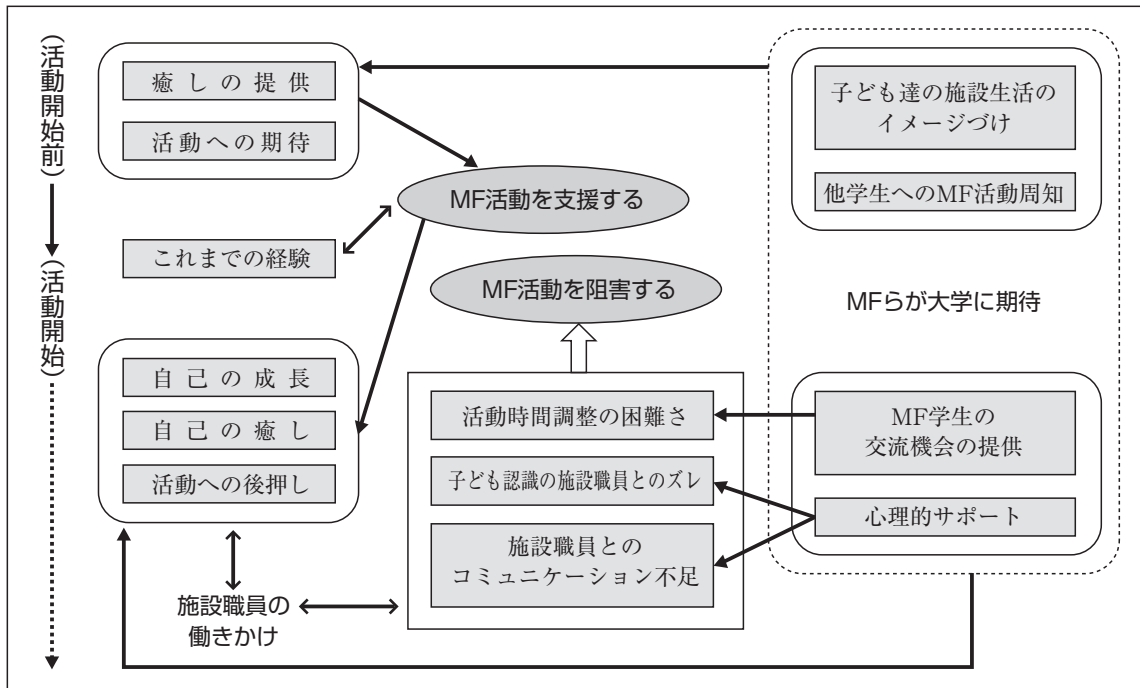 (活動開始前)
癒しの提供
活動への期待
これまでの経験
MF活動を支援する
MF活動を阻害する
子ども達の施設生活の
イメージづけ
他学生へのMF活動周知
MFらが大学に期待
(活動開始)
自己の成長
自己の癒し
活動への後押し
活動時間調整の困難さ
子ども認識の施設職員とのズレ
施設職員との
コミュニケーション不足
MF学生の
交流機会の提供
心理的サポート
施設職員の
働きかけ